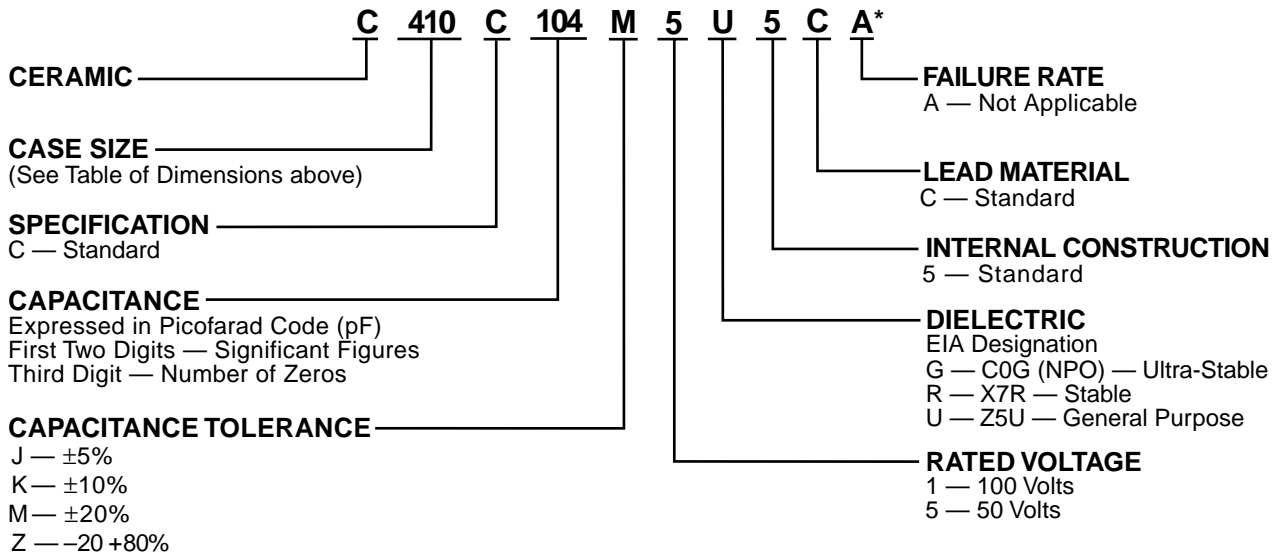 C 410 C 104 M 5 U 5 C A*
CERAMIC
CASE SIZE
(See Table of Dimensions above)
SPECIFICATION
C — Standard
CAPACITANCE
Expressed in Picofarad Code (pF)
First Two Digits — Significant Figures
Third Digit — Number of Zeros
CAPACITANCE TOLERANCE
J — ±5%
K — ±10%
M — ±20%
Z — –20 +80%
FAILURE RATE
A — Not Applicable
LEAD MATERIAL
C — Standard
INTERNAL CONSTRUCTION
5 — Standard
DIELECTRIC
EIA Designation
G — C0G (NPO) — Ultra-Stable
R — X7R — Stable
U — Z5U — General Purpose
RATED VOLTAGE
1 — 100 Volts
5 — 50 Volts